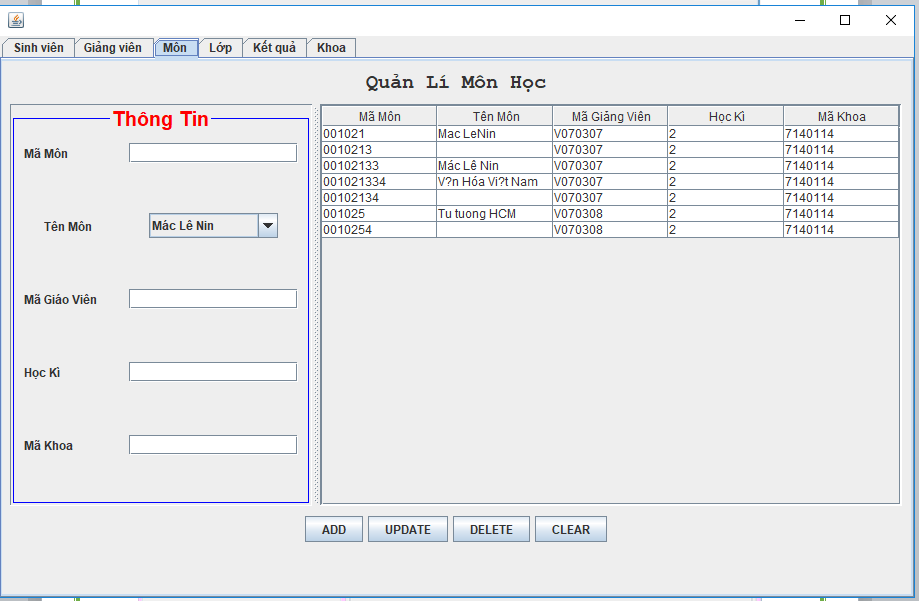 Sinh viên Giảng viên Môn Lớp Kết quả Khoa
Quản Lí Môn Học
Thông Tin
Mã Môn
Tên Môn Mác Lê Nin
Mã Giáo Viên
Học Kì
Mã Khoa
Mã Môn Tên Môn Mã Giảng Viên Học Kì Mã Khoa
001021 Mac LeNin V070307 2 7140114
0010213 V070307 2 7140114
00102133 Mác Lê Nin V070307 2 7140114
001021334 V?n Hóa Vi?t Nam V070307 2 7140114
00102134 V070307 2 7140114
001025 Tu tuong HCM V070308 2 7140114
0010254 V070308 2 7140114
ADD UPDATE DELETE CLEAR